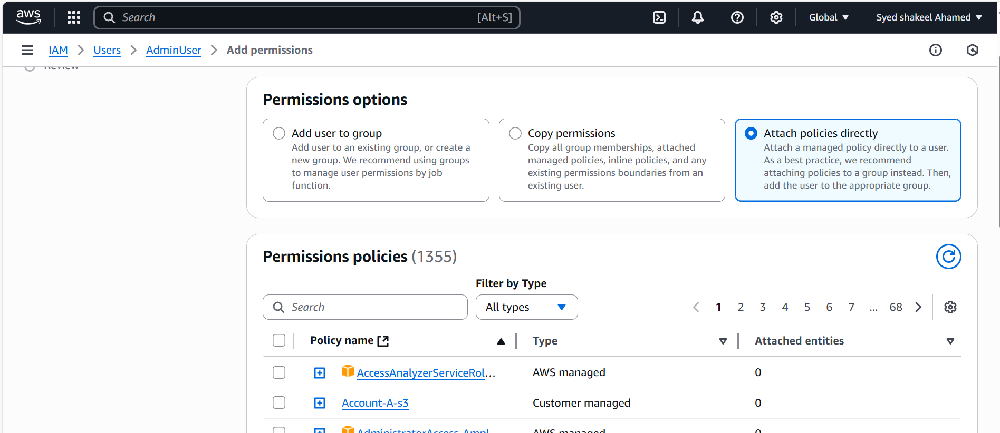 aws Search [Alt+S] Global Syed shakeel Ahamed
IAM Users AdminUser Add permissions
Review
Permissions options
Add user to group
Add user to an existing group, or create a
new group. We recommend using groups
to manage user permissions by job
function.
Copy permissions
Copy all group memberships, attached
managed policies, inline policies, and any
existing permissions boundaries from an
existing user.
Attach policies directly
Attach a managed policy directly to a user.
As a best practice, we recommend
attaching policies to a group instead. Then,
add the user to the appropriate group.
Permissions policies (1355)
Filter by Type
Search All types 1 2 3 4 5 6 7 ... 68
Policy name Type Attached entities
AccessAnalyzerServiceRol... AWS managed 0
Account-A-s3 Customer managed 0
AdministratorAccess-Ampl AWS managed 0